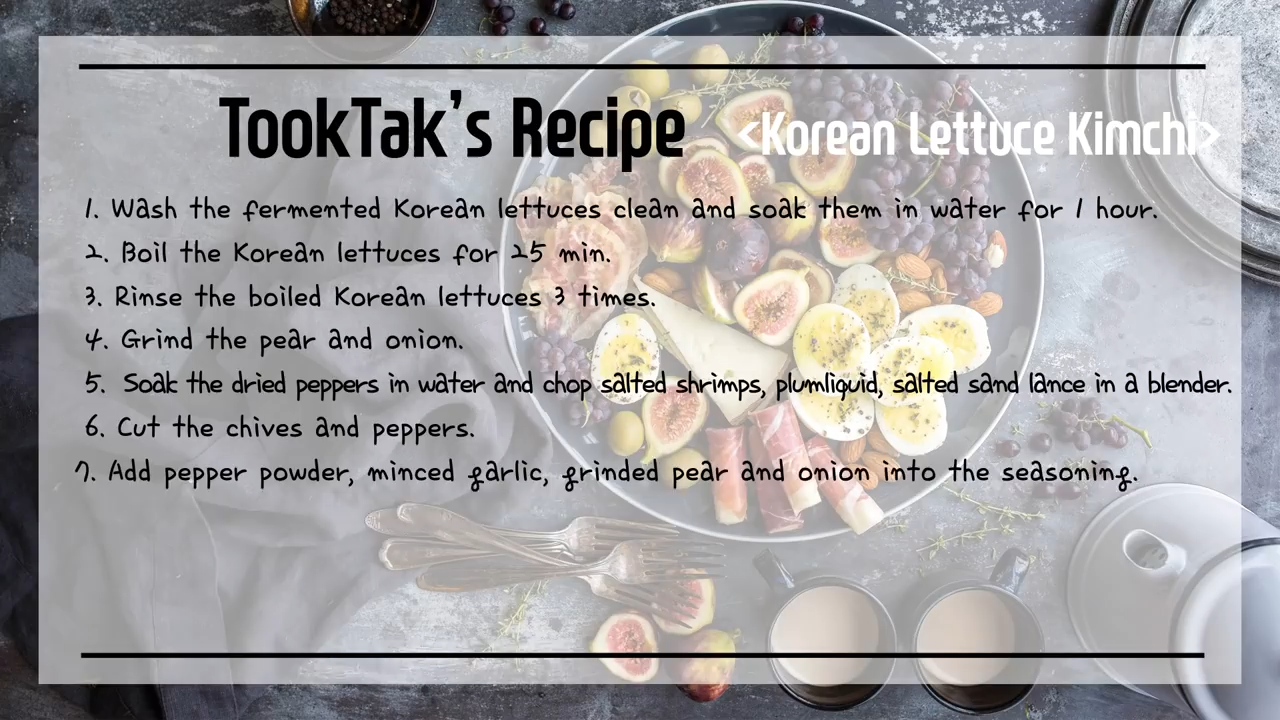 TookTak's Recipe <Korean Lettuce Kimchi>
1. Wash the fermented Korean lettuces clean and soak them in water for 1 hour.
2. Boil the Korean lettuces for 25 min.
3. Rinse the boiled Korean lettuces 3 times.
4. Grind the pear and onion.
5. Soak the dried peppers in water and chop salted shrimps, plumliquid, salted sand lance in a blender.
6. Cut the chives and peppers.
7. Add pepper powder, minced garlic, grinded pear and onion into the seasoning.